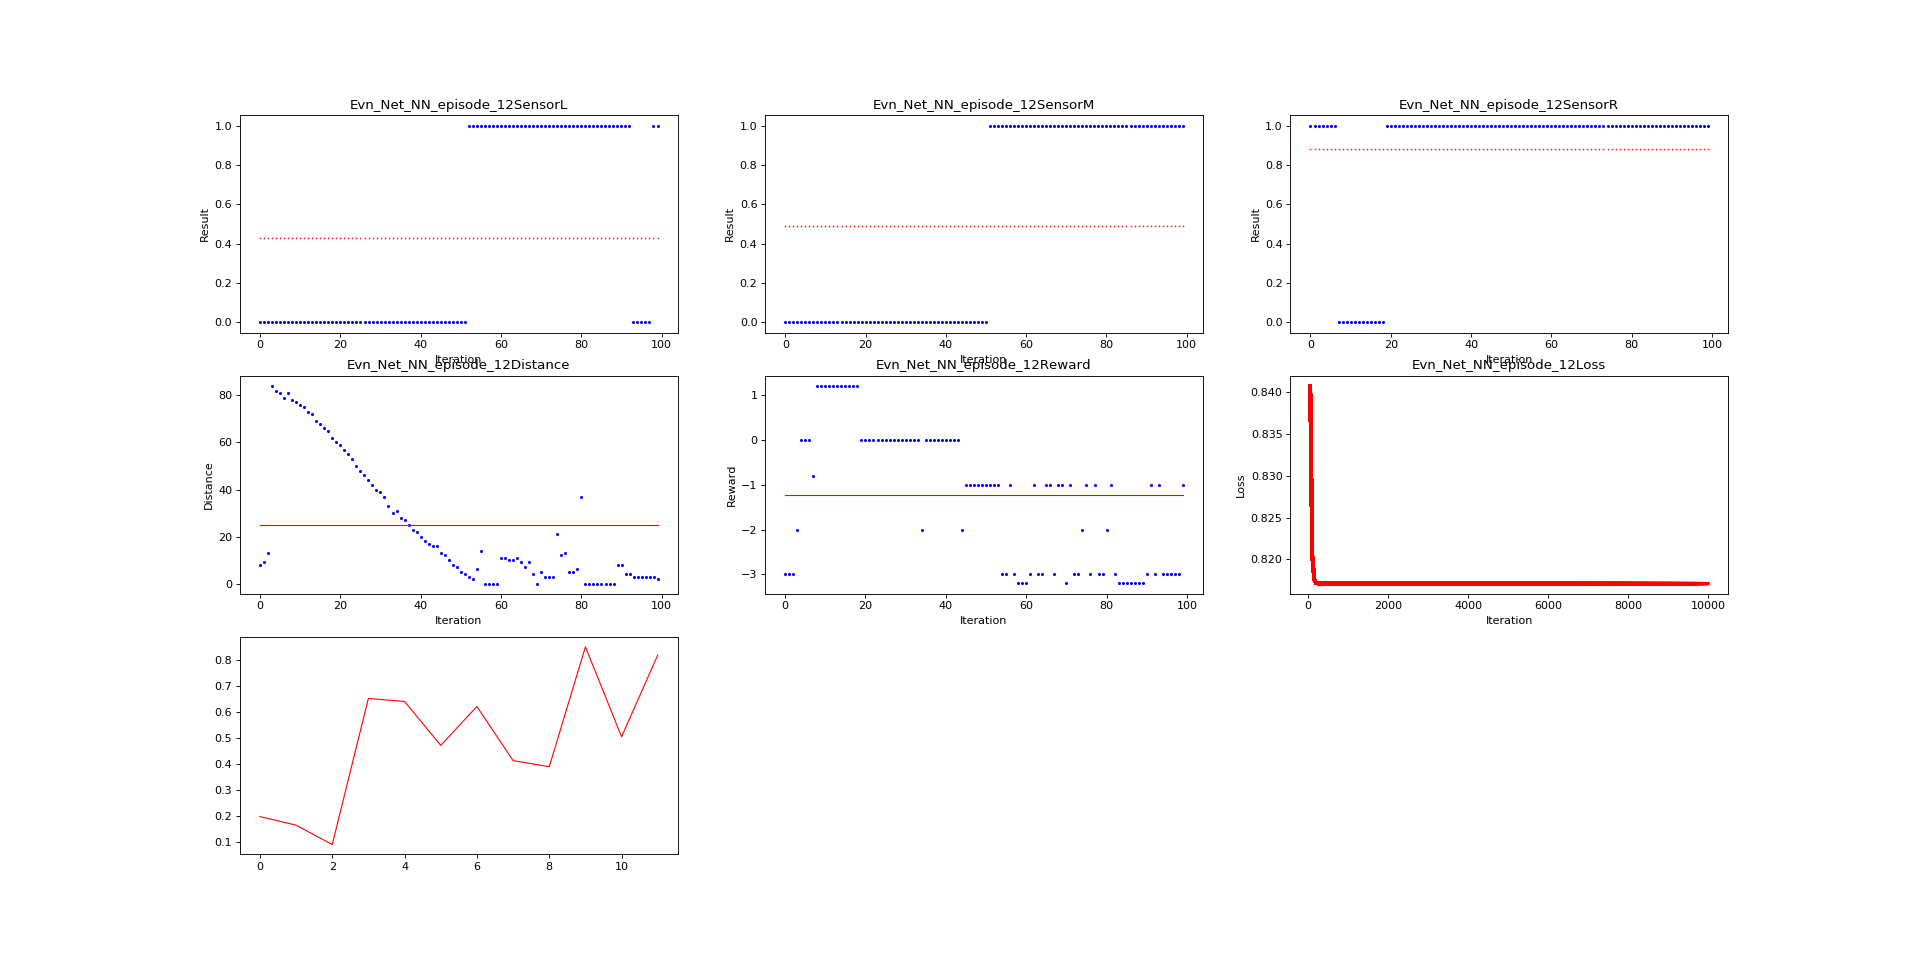 Evn_Net_NN_episode_12SensorL
Result
1.0
0.8
0.6
0.4
0.2
0.0
0 20 40 60 80 100
Iteration
Evn_Net_NN_episode_12SensorM
Result
1.0
0.8
0.6
0.4
0.2
0.0
0 20 40 60 80 100
Iteration
Evn_Net_NN_episode_12SensorR
Result
1.0
0.8
0.6
0.4
0.2
0.0
0 20 40 60 80 100
Iteration
Evn_Net_NN_episode_12Distance
Distance
80
60
40
20
0
0 20 40 60 80 100
Iteration
Evn_Net_NN_episode_12Reward
Reward
1
0
−1
−2
−3
0 20 40 60 80 100
Iteration
Evn_Net_NN_episode_12Loss
Loss
0.840
0.835
0.830
0.825
0.820
0 2000 4000 6000 8000 10000
Iteration
0.8
0.7
0.6
0.5
0.4
0.3
0.2
0.1
0 2 4 6 8 10